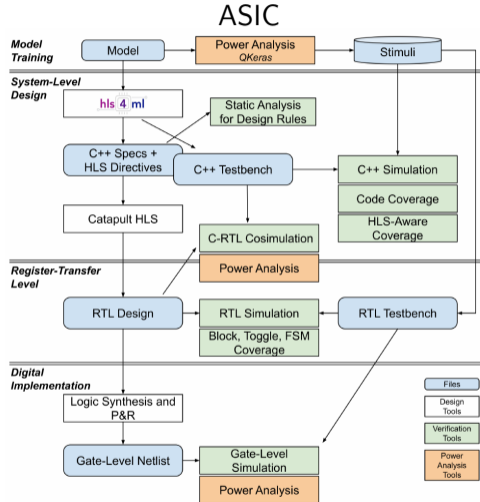 ASIC
Model
Training
Model
Power Analysis
QKeras
Stimuli
System-Level
Design
hls 4 ml
Static Analysis
for Design Rules
C++ Specs +
HLS Directives
C++ Testbench
C++ Simulation
Code Coverage
HLS-Aware
Coverage
Catapult HLS
C-RTL Cosimulation
Power Analysis
Register-Transfer
Level
RTL Design
RTL Simulation
RTL Testbench
Block, Toggle, FSM
Coverage
Digital
Implementation
Logic Synthesis and
P&R
Gate-Level Netlist
Gate-Level
Simulation
Power Analysis
Files
Design
Tools
Verification
Tools
Power
Analysis
Tools